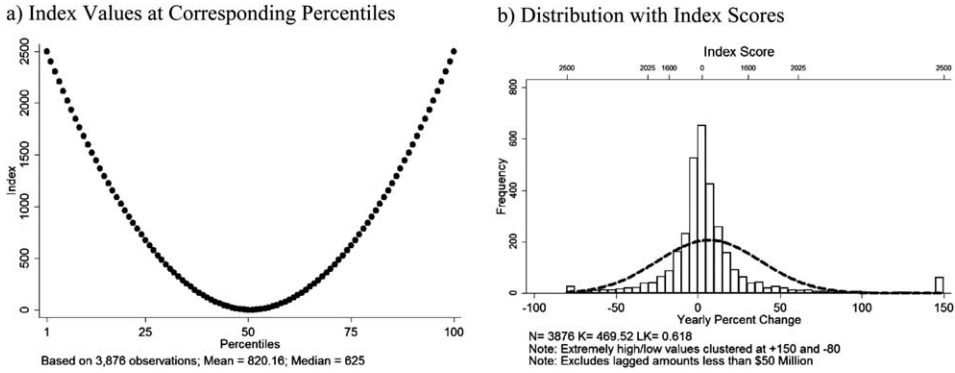 a) Index Values at Corresponding Percentiles
2500
2000
1500
1000
500
0
Index
1 25 50 75 100
Percentiles
Based on 3,876 observations; Mean = 820.16; Median = 625
b) Distribution with Index Scores
Index Score
2500 2025 1600 0 1600 2025 2500
800
600
400
200
0
Frequency
-100 -50 0 50 100 150
Yearly Percent Change
N= 3876 K= 469.52 LK= 0.618
Note: Extremely high/low values clustered at +150 and -80
Note: Excludes lagged amounts less than $50 Million